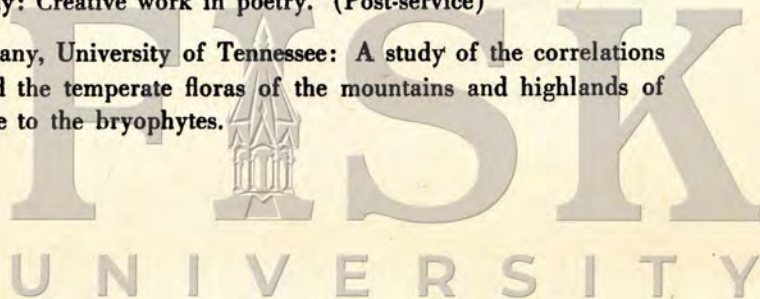 y: Creative work in poetry. (Post-service)
any, University of Tennessee: A study of the correlations
d the temperate floras of the mountains and highlands of
e to the bryophytes.
FISK
UNIVERSITY